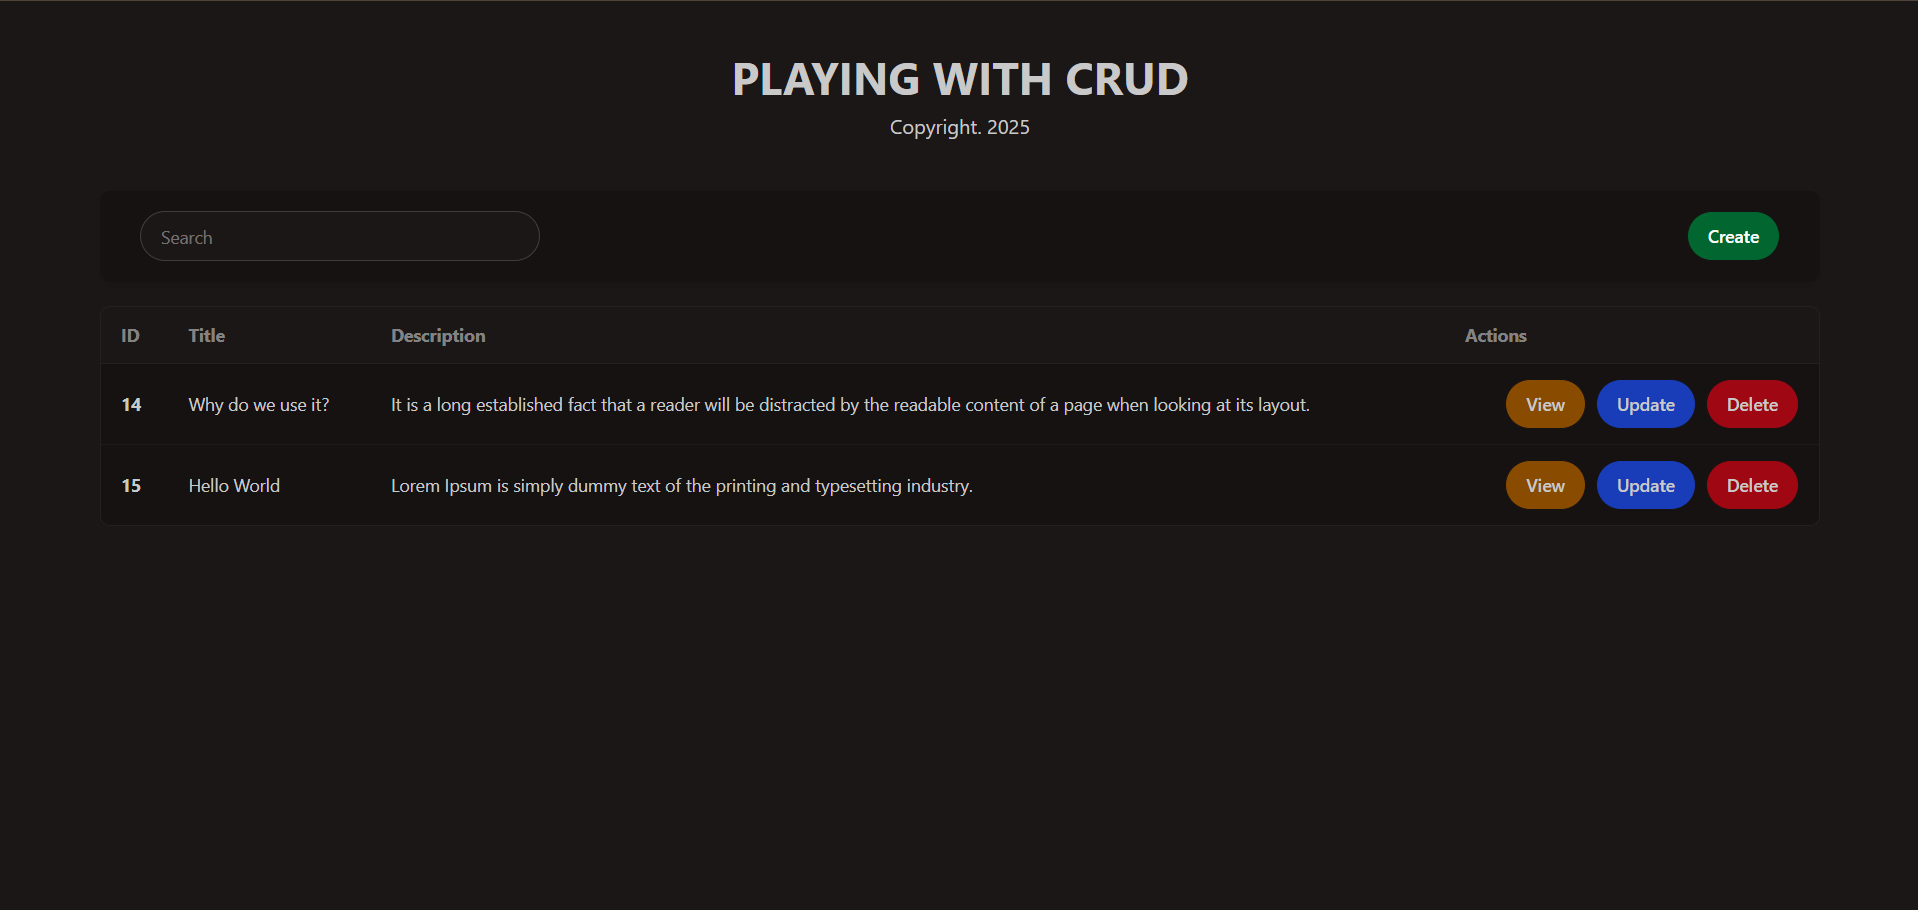 PLAYING WITH CRUD
Copyright. 2025
Search
Create
ID Title Description Actions
14 Why do we use it? It is a long established fact that a reader will be distracted by the readable content of a page when looking at its layout. View Update Delete
15 Hello World Lorem Ipsum is simply dummy text of the printing and typesetting industry. View Update Delete